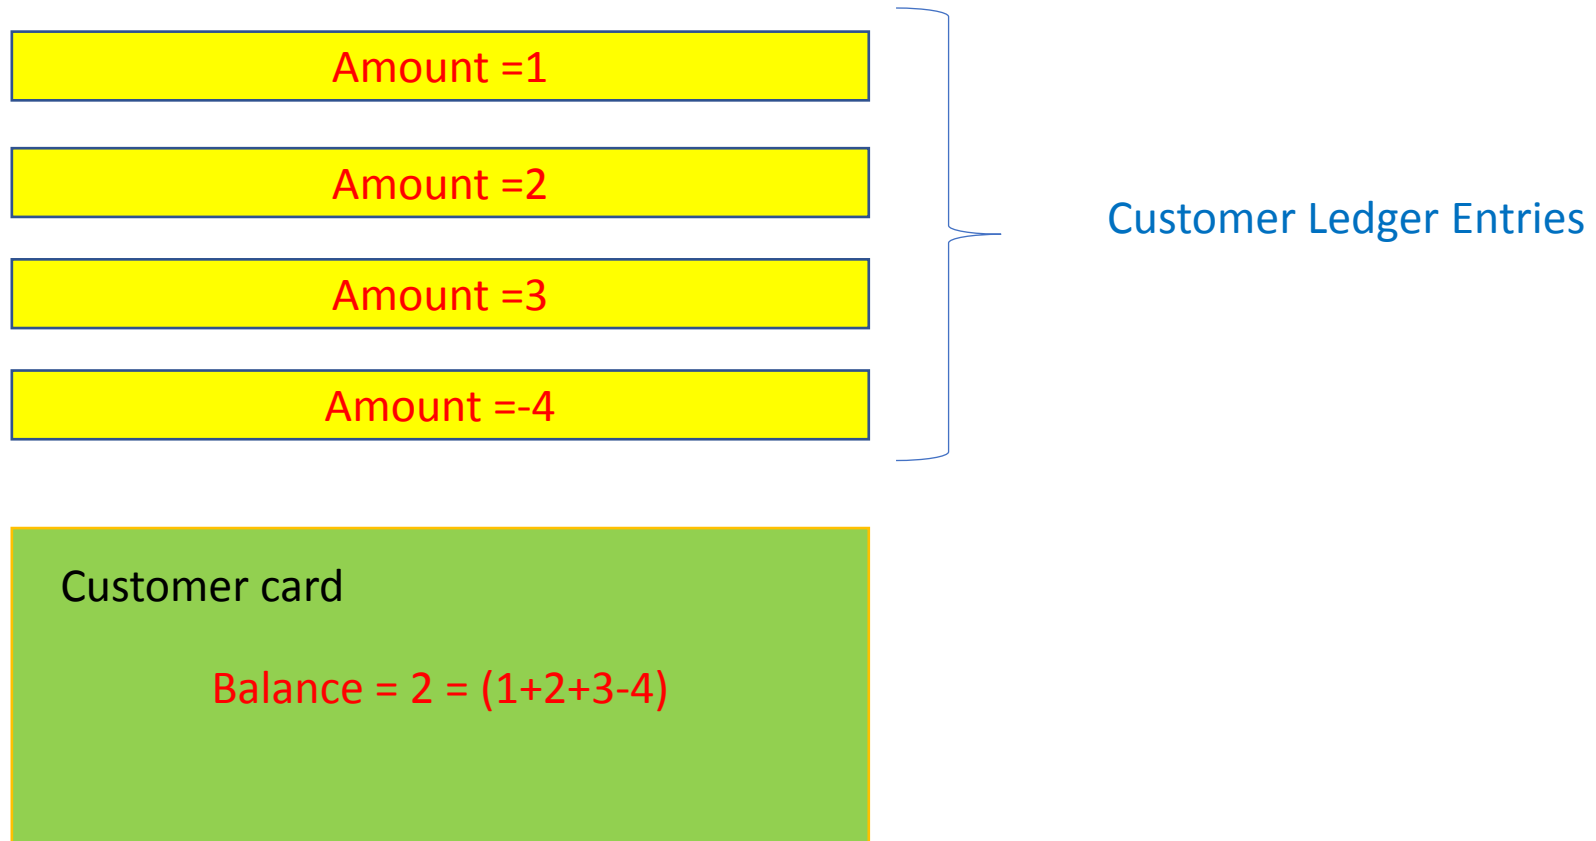 Amount =1
Amount =2
Customer Ledger Entries
Amount =3
Amount =-4
Customer card
Balance = 2 = (1+2+3-4)